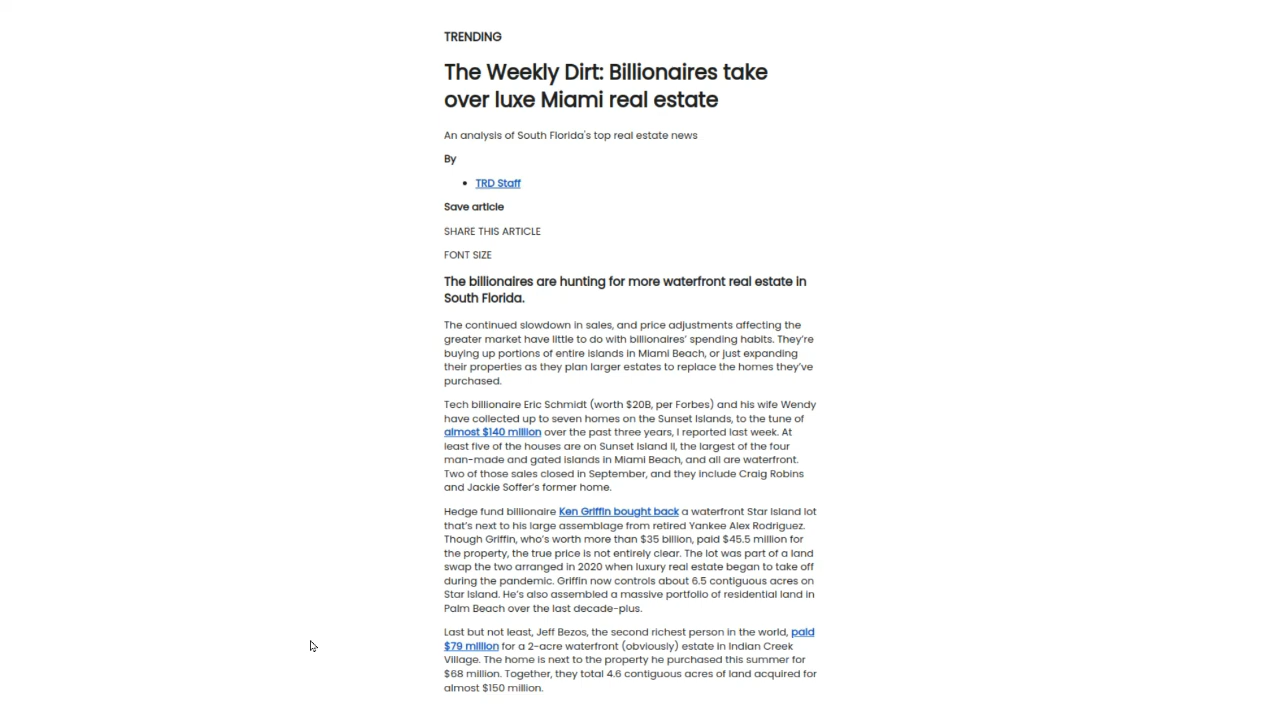 TRENDING
The Weekly Dirt: Billionaires take
over luxe Miami real estate
An analysis of South Florida's top real estate news
By
• TRD Staff
Save article
SHARE THIS ARTICLE
FONT SIZE
The billionaires are hunting for more waterfront real estate in
South Florida.
The continued slowdown in sales, and price adjustments affecting the
greater market have little to do with billionaires’ spending habits. They’re
buying up portions of entire islands in Miami Beach, or just expanding
their properties as they plan larger estates to replace the homes they’ve
purchased.
Tech billionaire Eric Schmidt (worth $20B, per Forbes) and his wife Wendy
have collected up to seven homes on the Sunset Islands, to the tune of
almost $140 million over the past three years, I reported last week. At
least five of the houses are on Sunset Island II, the largest of the four
man-made and gated islands in Miami Beach, and all are waterfront.
Two of those sales closed in September, and they include Craig Robins
and Jackie Soffer’s former home.
Hedge fund billionaire Ken Griffin bought back a waterfront Star Island lot
that’s next to his large assemblage from retired Yankee Alex Rodriguez.
Though Griffin, who’s worth more than $35 billion, paid $45.5 million for
the property, the true price is not entirely clear. The lot was part of a land
swap the two arranged in 2020 when luxury real estate began to take off
during the pandemic. Griffin now controls about 6.5 contiguous acres on
Star Island. He’s also assembled a massive portfolio of residential land in
Palm Beach over the last decade-plus.
Last but not least, Jeff Bezos, the second richest person in the world, paid
$79 million for a 2-acre waterfront (obviously) estate in Indian Creek
Village. The home is next to the property he purchased this summer for
$68 million. Together, they total 4.6 contiguous acres of land acquired for
almost $150 million.